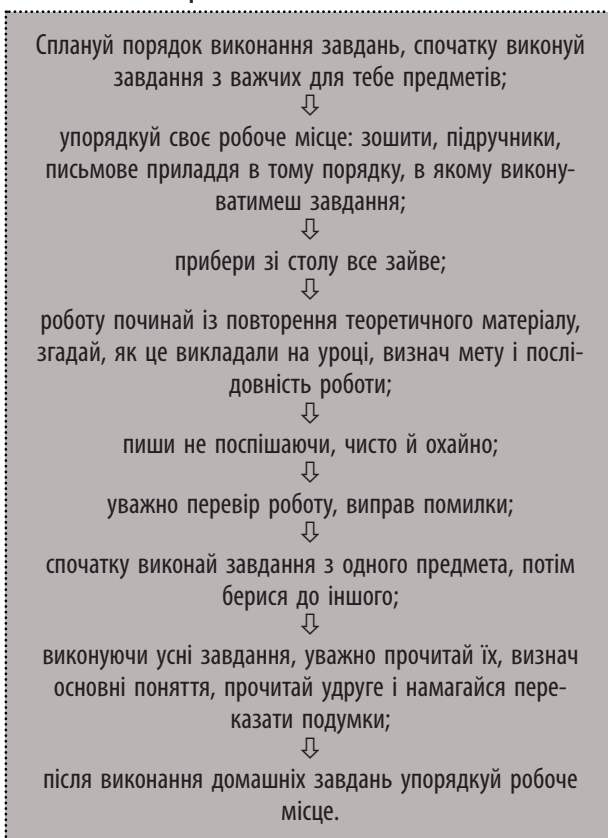 Сплануй порядок виконання завдань, спочатку виконуй
завдання з важчих для тебе предметів;
⇩
упорядкуй своє робоче місце: зошити, підручники,
письмове приладдя в тому порядку, в якому викону-
ватимеш завдання;
⇩
прибери зі столу все зайве;
⇩
роботу починай із повторення теоретичного матеріалу,
згадай, як це викладали на уроці, визнач мету і послі-
довність роботи;
⇩
пиши не поспішаючи, чисто й охайно;
⇩
уважно перевір роботу, виправ помилки;
⇩
спочатку виконай завдання з одного предмета, потім
берися до іншого;
⇩
виконуючи усні завдання, уважно прочитай їх, визнач
основні поняття, прочитай удруге і намагайся пере-
казати подумки;
⇩
після виконання домашніх завдань упорядкуй робоче
місце.